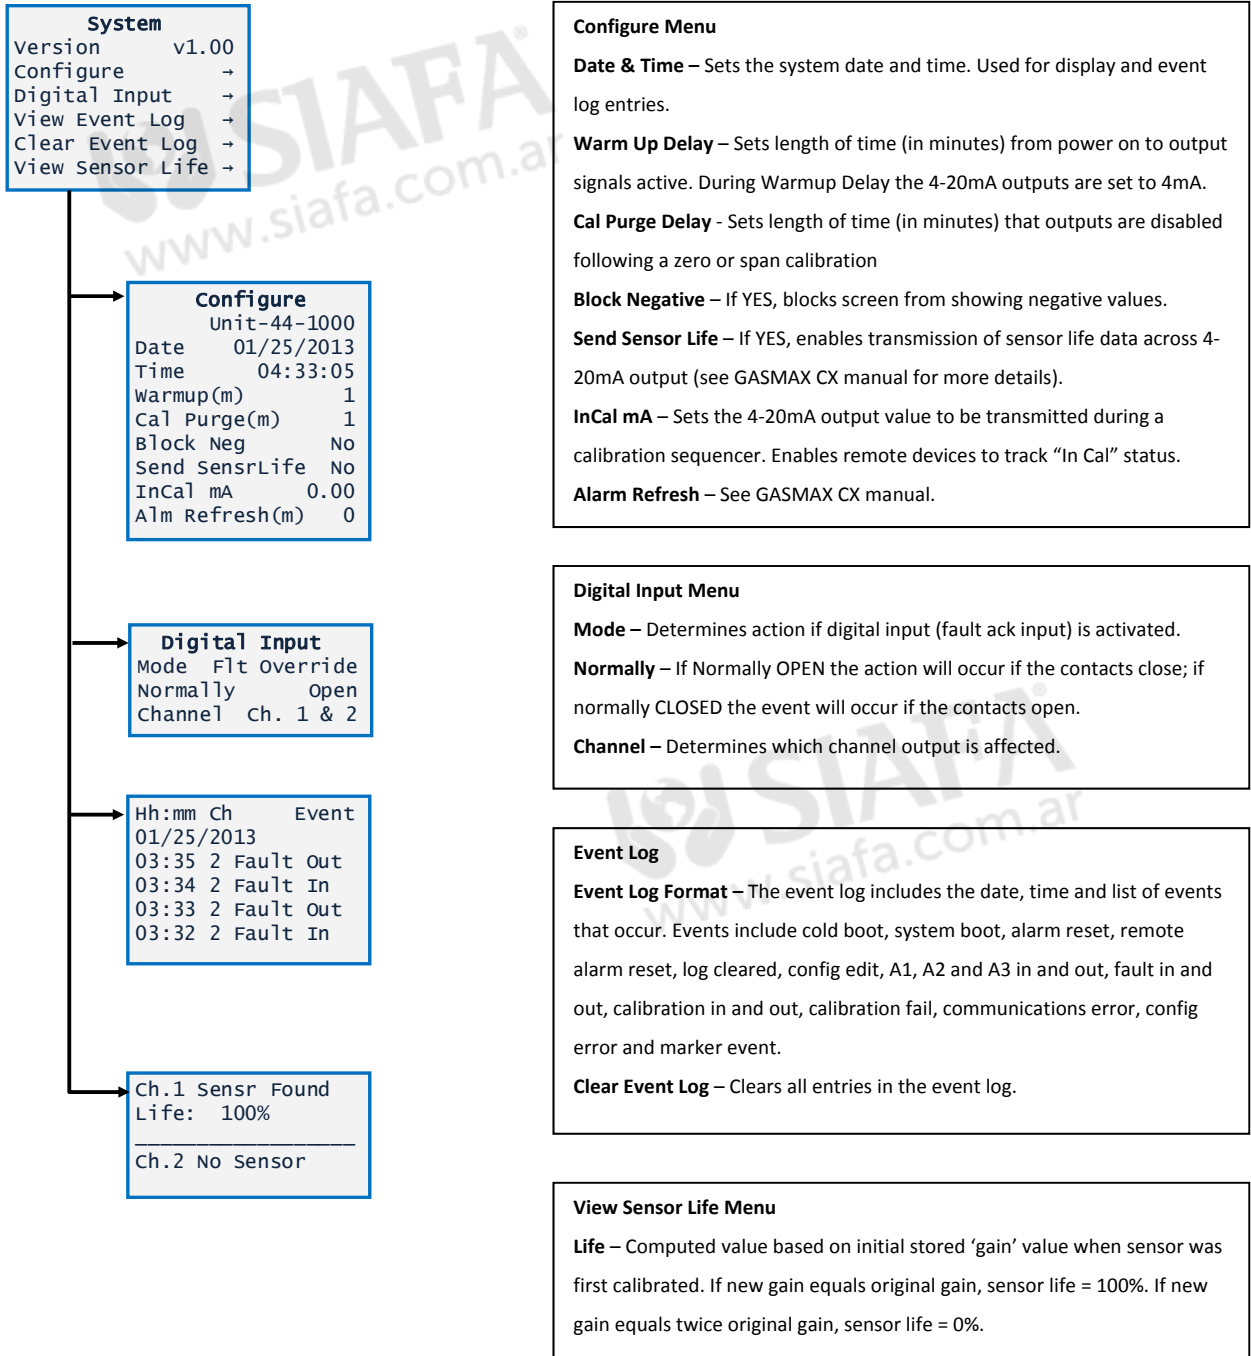 System
Version v1.00
Configure →
Digital Input →
View Event Log →
Clear Event Log →
View Sensor Life →
Configure
Unit-44-1000
Date 01/25/2013
Time 04:33:05
Warmup(m) 1
Cal Purge(m) 1
Block Neg No
Send SensrLife No
InCal mA 0.00
Alm Refresh(m) 0
Digital Input
Mode Flt Override
Normally Open
Channel Ch. 1 & 2
Hh:mm Ch Event
01/25/2013
03:35 2 Fault Out
03:34 2 Fault In
03:33 2 Fault Out
03:32 2 Fault In
Ch.1 Sensr Found
Life: 100%
Ch.2 No Sensor
Configure Menu
Date & Time – Sets the system date and time. Used for display and event
log entries.
Warm Up Delay – Sets length of time (in minutes) from power on to output
signals active. During Warmup Delay the 4-20mA outputs are set to 4mA.
Cal Purge Delay - Sets length of time (in minutes) that outputs are disabled
following a zero or span calibration
Block Negative – If YES, blocks screen from showing negative values.
Send Sensor Life – If YES, enables transmission of sensor life data across 4-
20mA output (see GASMAX CX manual for more details).
InCal mA – Sets the 4-20mA output value to be transmitted during a
calibration sequencer. Enables remote devices to track “In Cal” status.
Alarm Refresh – See GASMAX CX manual.
Digital Input Menu
Mode – Determines action if digital input (fault ack input) is activated.
Normally – If Normally OPEN the action will occur if the contacts close; if
normally CLOSED the event will occur if the contacts open.
Channel – Determines which channel output is affected.
Event Log
Event Log Format – The event log includes the date, time and list of events
that occur. Events include cold boot, system boot, alarm reset, remote
alarm reset, log cleared, config edit, A1, A2 and A3 in and out, fault in and
out, calibration in and out, calibration fail, communications error, config
error and marker event.
Clear Event Log – Clears all entries in the event log.
View Sensor Life Menu
Life – Computed value based on initial stored ‘gain’ value when sensor was
first calibrated. If new gain equals original gain, sensor life = 100%. If new
gain equals twice original gain, sensor life = 0%.
SIAFA®
www.siafa.com.ar
SIAFA®
www.siafa.com.ar